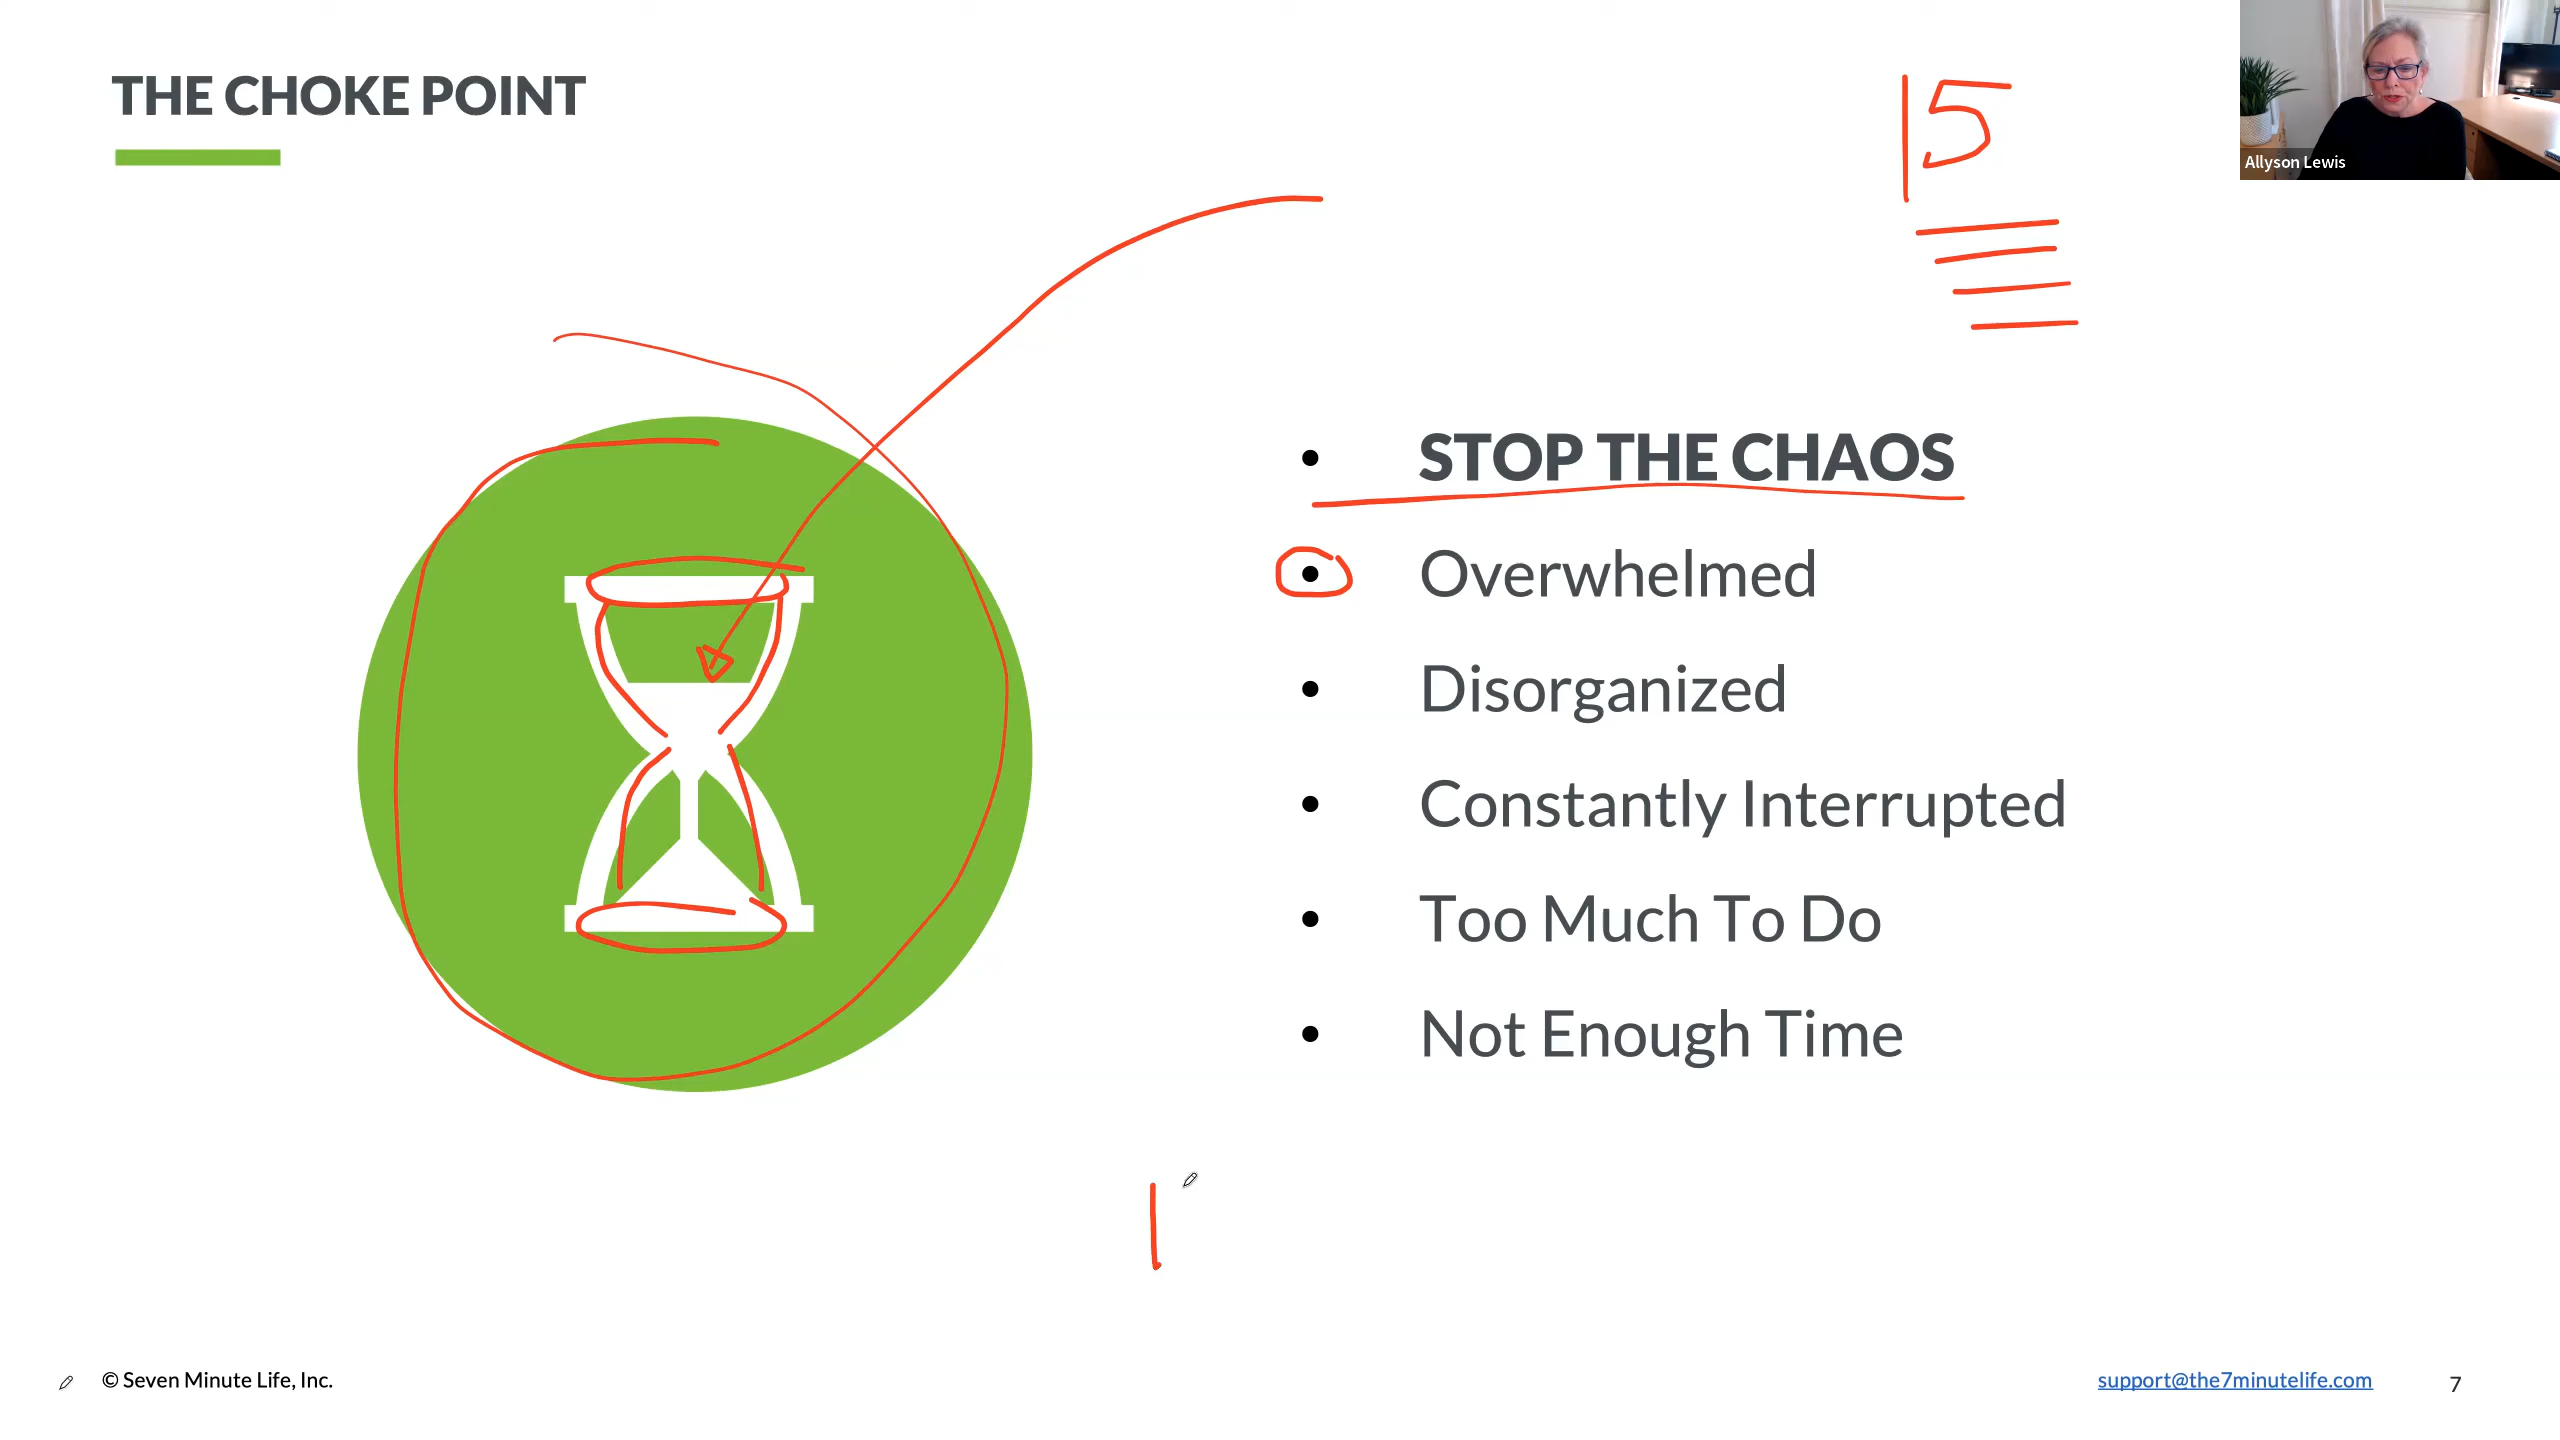 THE CHOKE POINT
15
Allyson Lewis
• STOP THE CHAOS
• Overwhelmed
• Disorganized
• Constantly Interrupted
• Too Much To Do
• Not Enough Time
© Seven Minute Life, Inc.
support@the7minutelife.com
7